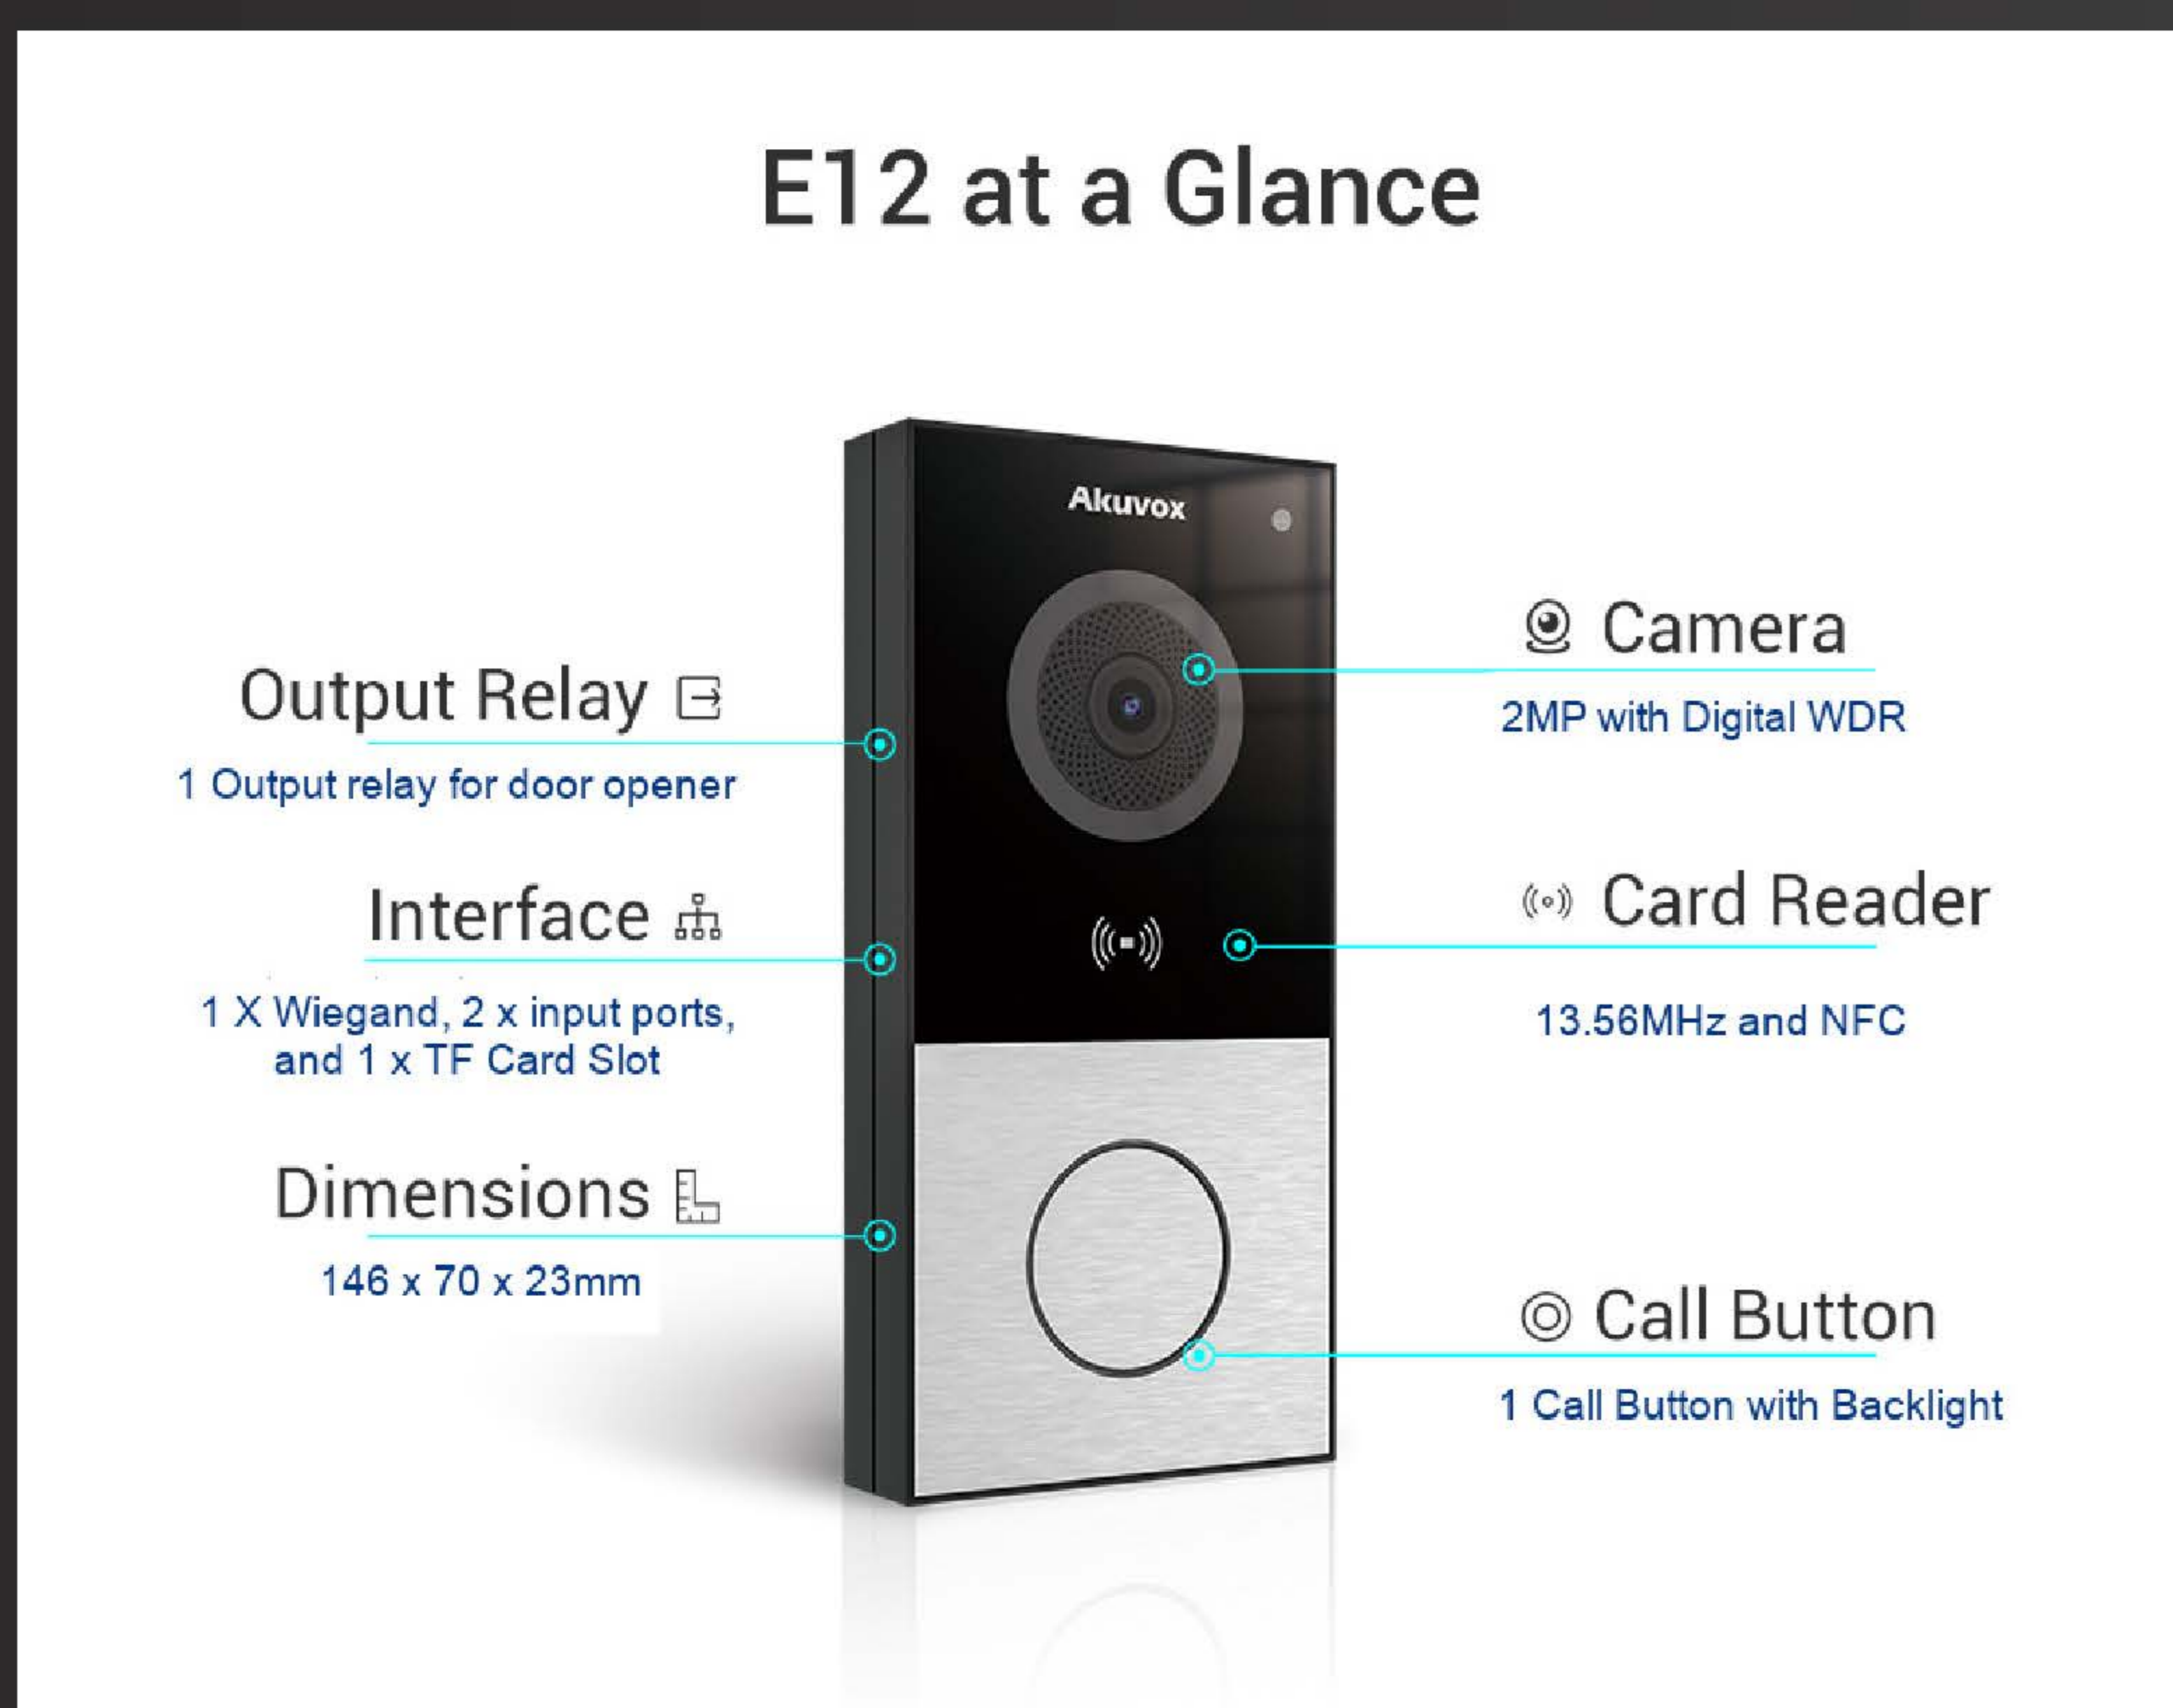 E12 at a Glance
Akuvox
Output Relay
1 Output relay for door opener
Interface
1 X Wiegand, 2 x input ports,
and 1 x TF Card Slot
Dimensions
146 x 70 x 23mm
Camera
2MP with Digital WDR
Card Reader
13.56MHz and NFC
Call Button
1 Call Button with Backlight